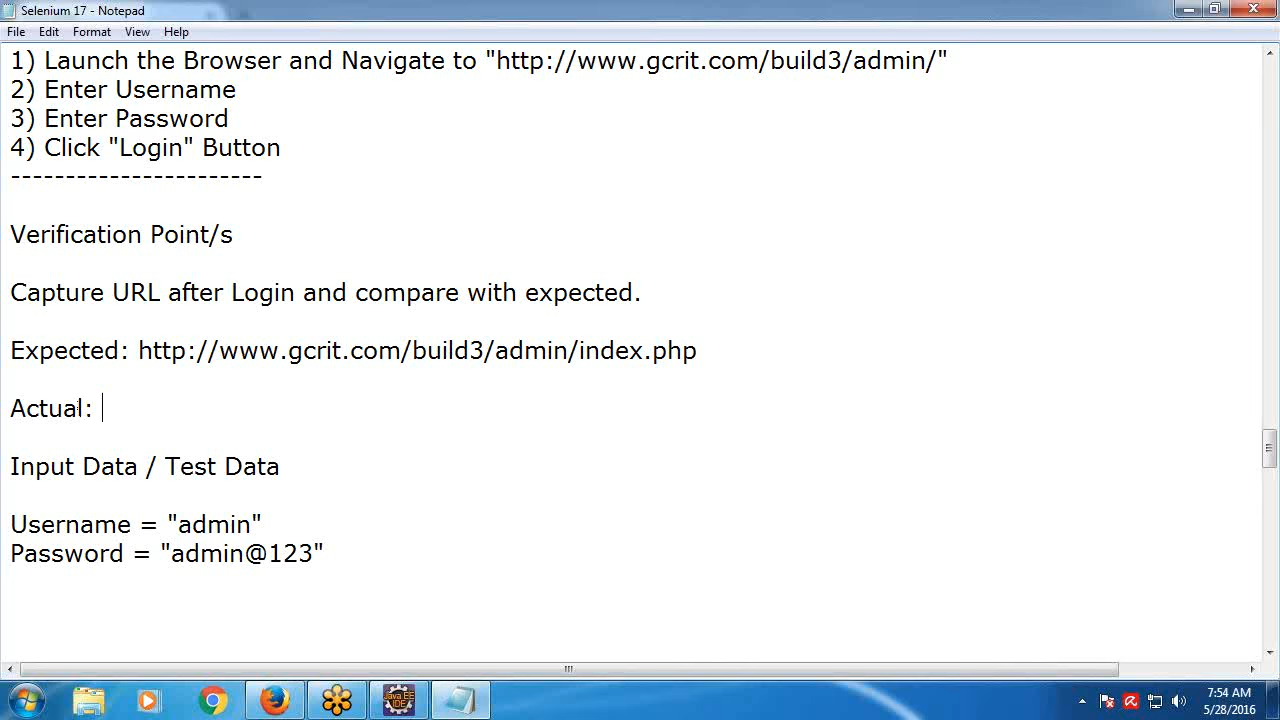 Selenium 17 - Notepad
File Edit Format View Help
1) Launch the Browser and Navigate to "http://www.gcrit.com/build3/admin/"
2) Enter Username
3) Enter Password
4) Click "Login" Button
-----------------------
Verification Point/s
Capture URL after Login and compare with expected.
Expected: http://www.gcrit.com/build3/admin/index.php
Actual:
Input Data / Test Data
Username = "admin"
Password = "admin@123"
Java EE
IDE
7:54 AM
5/28/2016